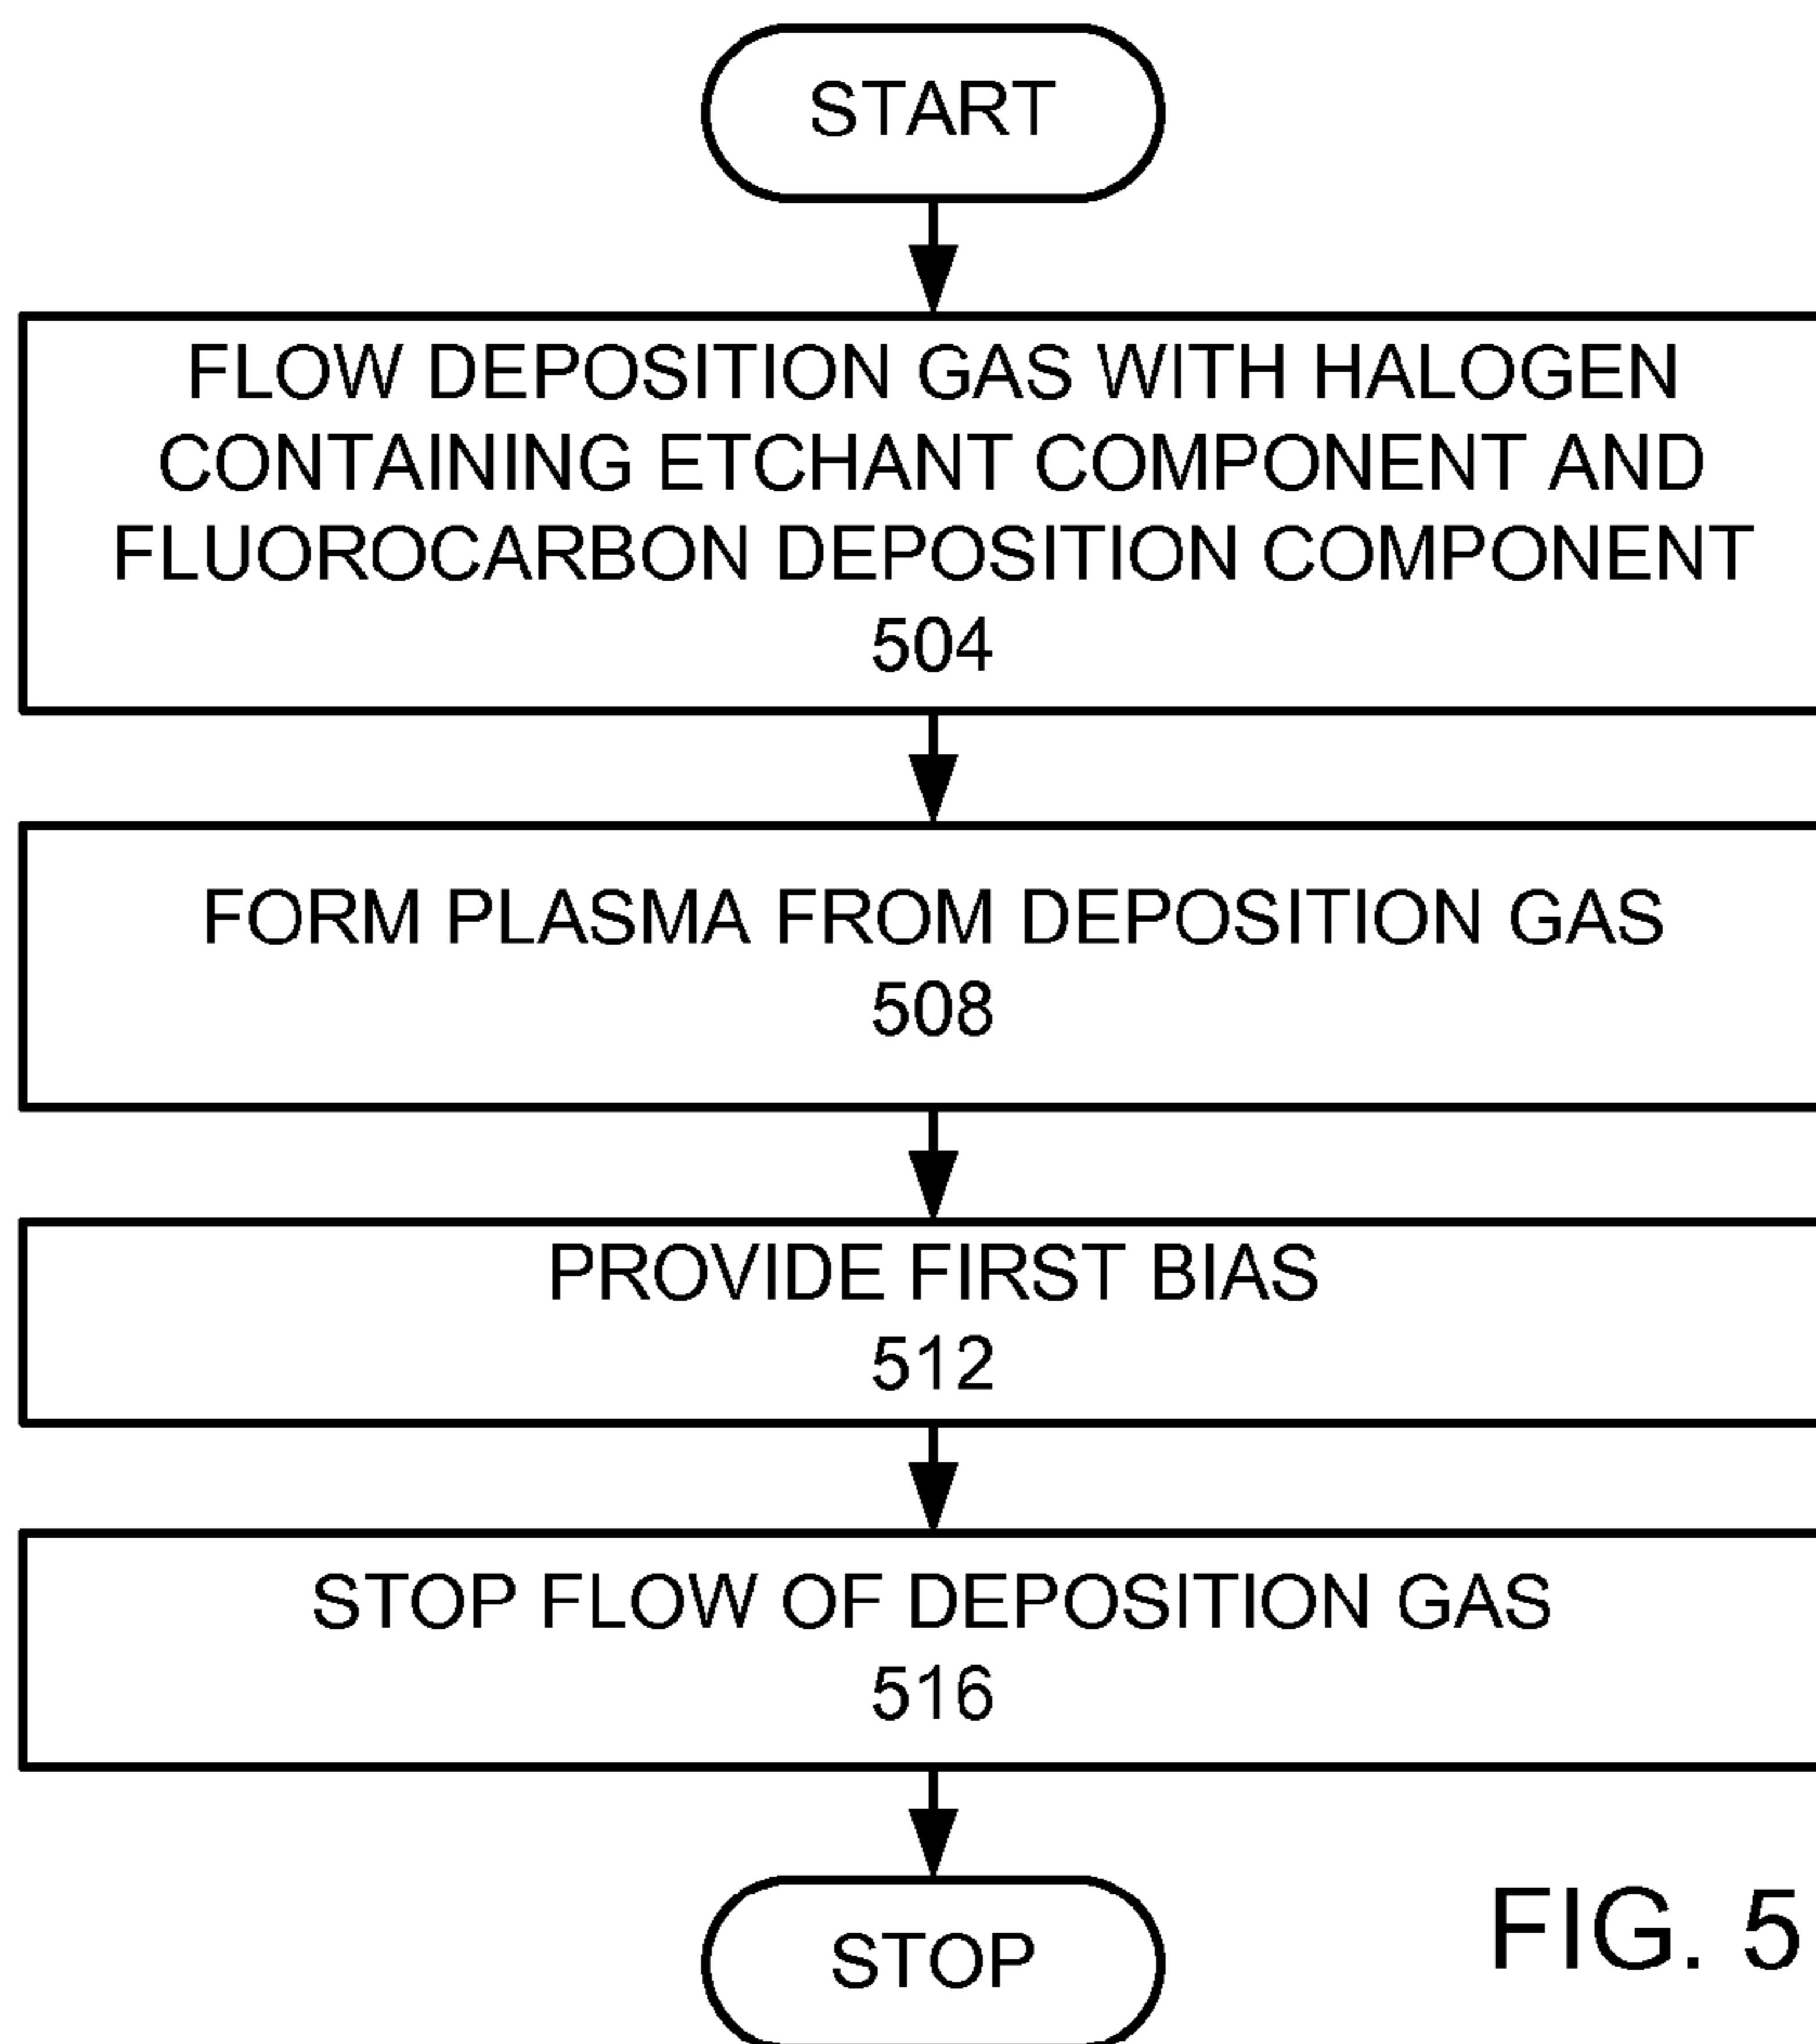 START
FLOW DEPOSITION GAS WITH HALOGEN
CONTAINING ETCHANT COMPONENT AND
FLUOROCARBON DEPOSITION COMPONENT
504
FORM PLASMA FROM DEPOSITION GAS
508
PROVIDE FIRST BIAS
512
STOP FLOW OF DEPOSITION GAS
516
STOP
FIG. 5